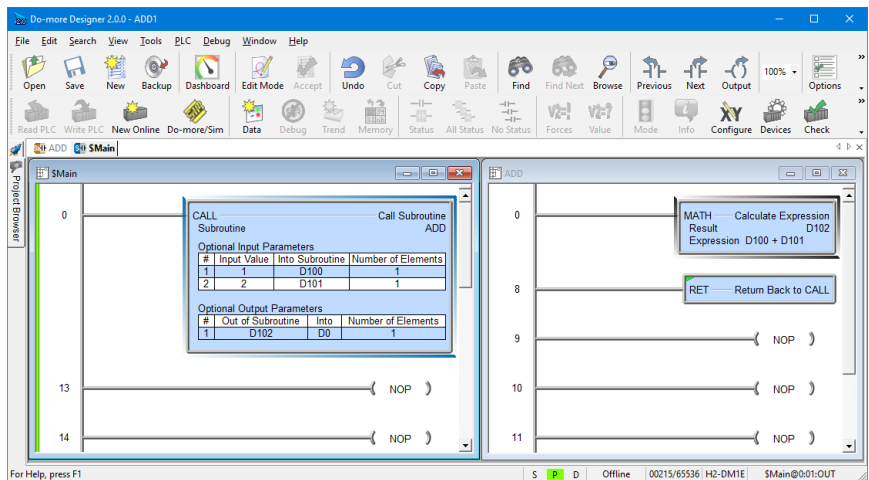 Do-more Designer 2.0.0 - ADD1
File Edit Search View Tools PLC Debug Window Help
Open Save New Backup Dashboard Edit Mode Accept Undo Cut Copy Paste Find Find Next Browse Previous Next Output 100% Options
Read PLC Write PLC New Online Do-more/Sim Data Debug Trend Memory Status All Status No Status Forces Value Mode Info Configure Devices Check
ADD $Main
Project Browser
$Main
0
CALL Call Subroutine
Subroutine ADD
Optional Input Parameters
# Input Value Into Subroutine Number of Elements
1 1 D100 1
2 2 D101 1
Optional Output Parameters
# Out of Subroutine Into Number of Elements
1 D102 D0 1
13 NOP
14 NOP
ADD
0
MATH Calculate Expression
Result D102
Expression D100 + D101
8 RET Return Back to CALL
9 NOP
10 NOP
11 NOP
For Help, press F1 S P D Offline 00215/65536 H2-DM1E $Main@0:01:OUT